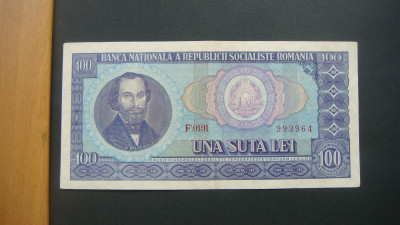 BANCA NATIONALA A REPUBLICII SOCIALISTE ROMANIA
100
100
F.0191
993964
UNA SUTA LEI
100
100